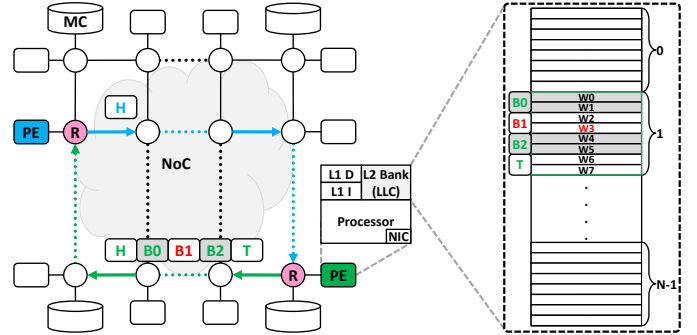 MC
H
PE
R
NoC
H B0 B1 B2 T
R
PE
L1 D
L1 I
L2 Bank
(LLC)
Processor
NIC
0
B0
B1
B2
T
W0
W1
W2
W3
W4
W5
W6
W7
1
.
.
.
.
N-1